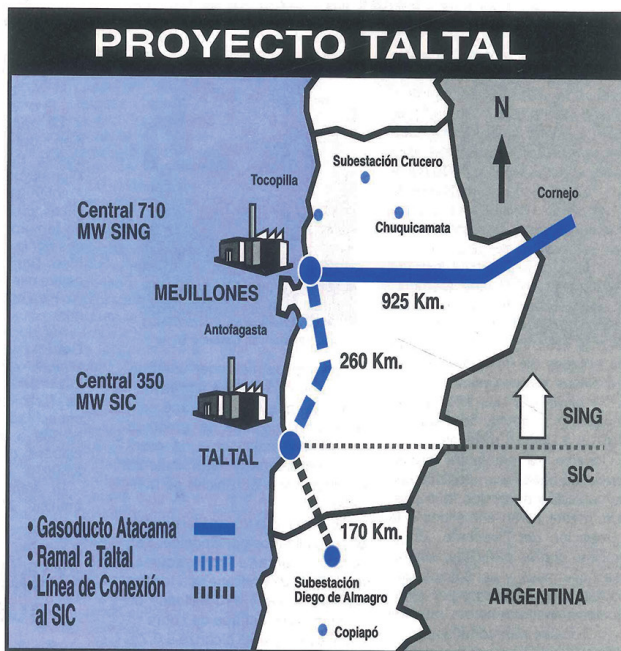 PROYECTO TALTAL
N
Subestación Crucero
Tocopilla
Cornejo
Central 710
MW SING
Chuquicamata
MEJILLONES
925 Km.
Antofagasta
260 Km.
Central 350
MW SIC
SING
TALTAL
SIC
• Gasoducto Atacama
170 Km.
• Ramal a Taltal
• Línea de Conexión
al SIC
Subestación
Diego de Almagro
ARGENTINA
Copiapó